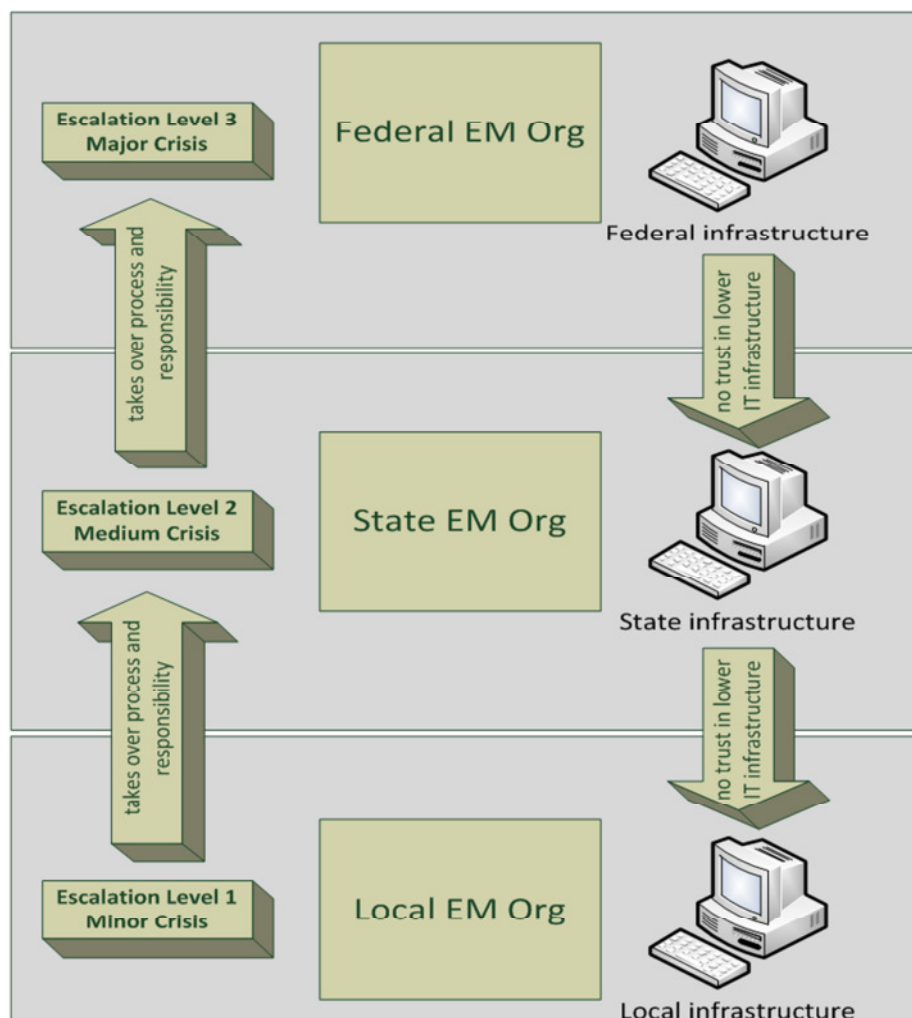 Escalation Level 3
Major Crisis
Federal EM Org
Federal infrastructure
takes over process and
responsibility
no trust in lower
IT infrastructure
Escalation Level 2
Medium Crisis
State EM Org
State infrastructure
takes over process and
responsibility
no trust in lower
IT infrastructure
Escalation Level 1
Minor Crisis
Local EM Org
Local infrastructure